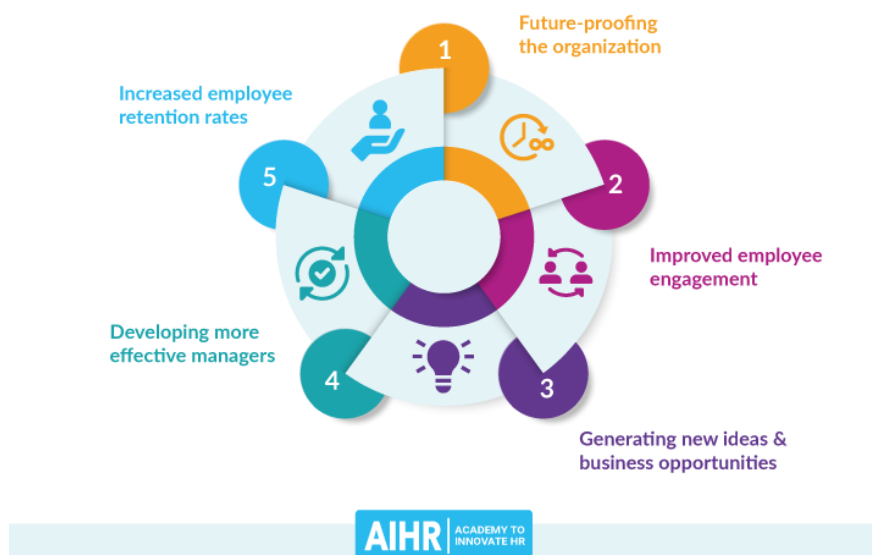 1
Future-proofing
the organization
2
Improved employee
engagement
3
Generating new ideas &
business opportunities
4
Developing more
effective managers
5
Increased employee
retention rates
AIHR
ACADEMY TO
INNOVATE HR